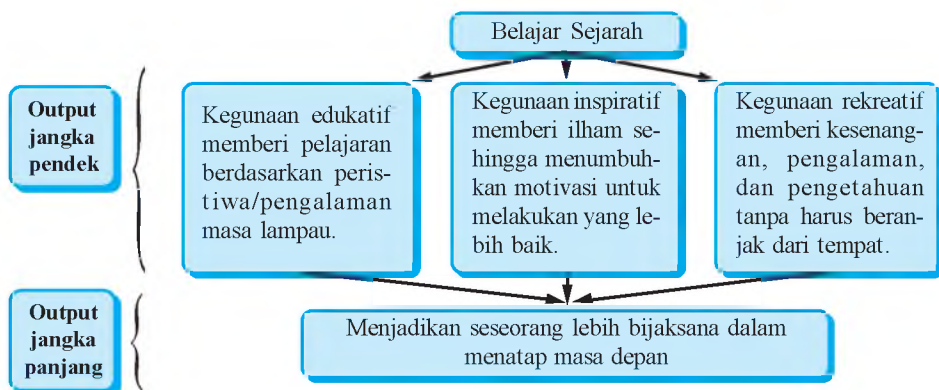 Belajar Sejarah
Output
jangka
pendek
Kegunaan edukatif
memberi pelajaran
berdasarkan peris-
tiwa/pengalaman
masa lampau.
Kegunaan inspiratif
memberi ilham se-
hingga menumbuh-
kan motivasi untuk
melakukan yang le-
bih baik.
Kegunaan rekreatif
memberi kesenang-
an, pengalaman,
dan pengetahuan
tanpa harus beran-
jak dari tempat.
Output
jangka
panjang
Menjadikan seseorang lebih bijaksana dalam
menatap masa depan